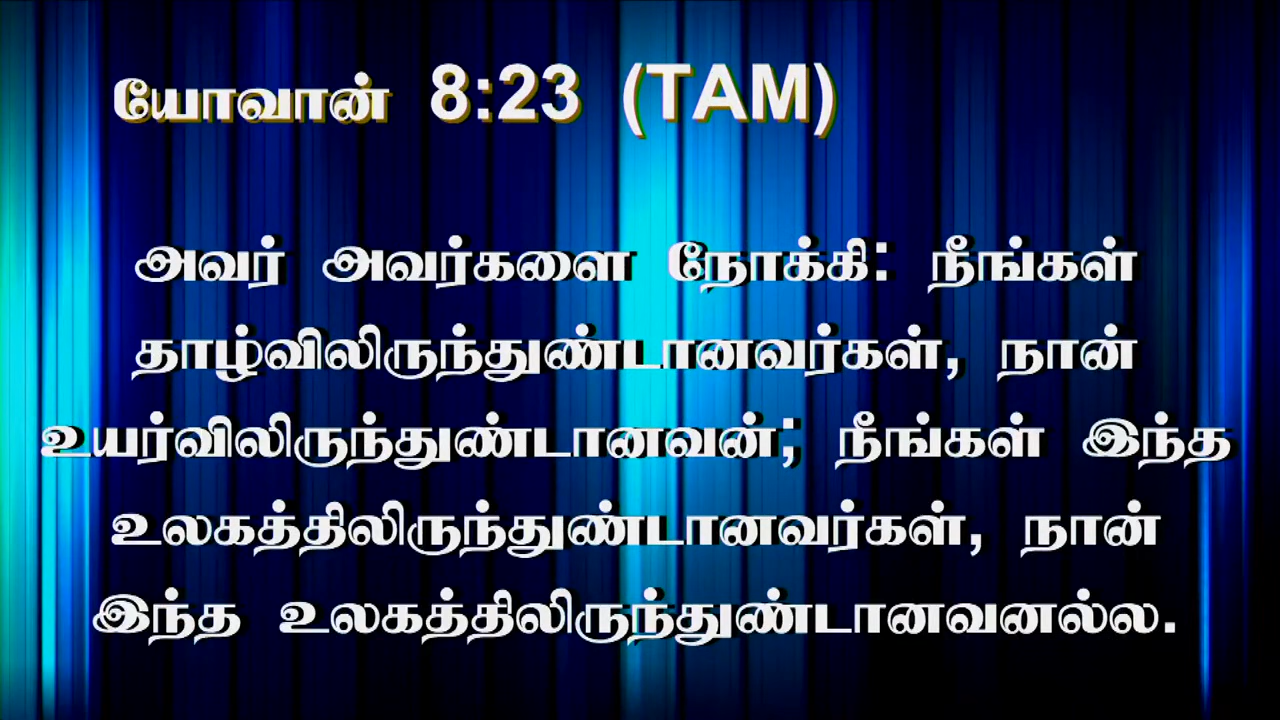 யோவான் 8:23 (TAM)
அவர் அவர்களை நோக்கி: நீங்கள்
தாழ்விலிருந்துண்டானவர்கள், நான்
உயர்விலிருந்துண்டானவன்; நீங்கள் இந்த
உலகத்திலிருந்துண்டானவர்கள், நான்
இந்த உலகத்திலிருந்துண்டானவனல்ல.